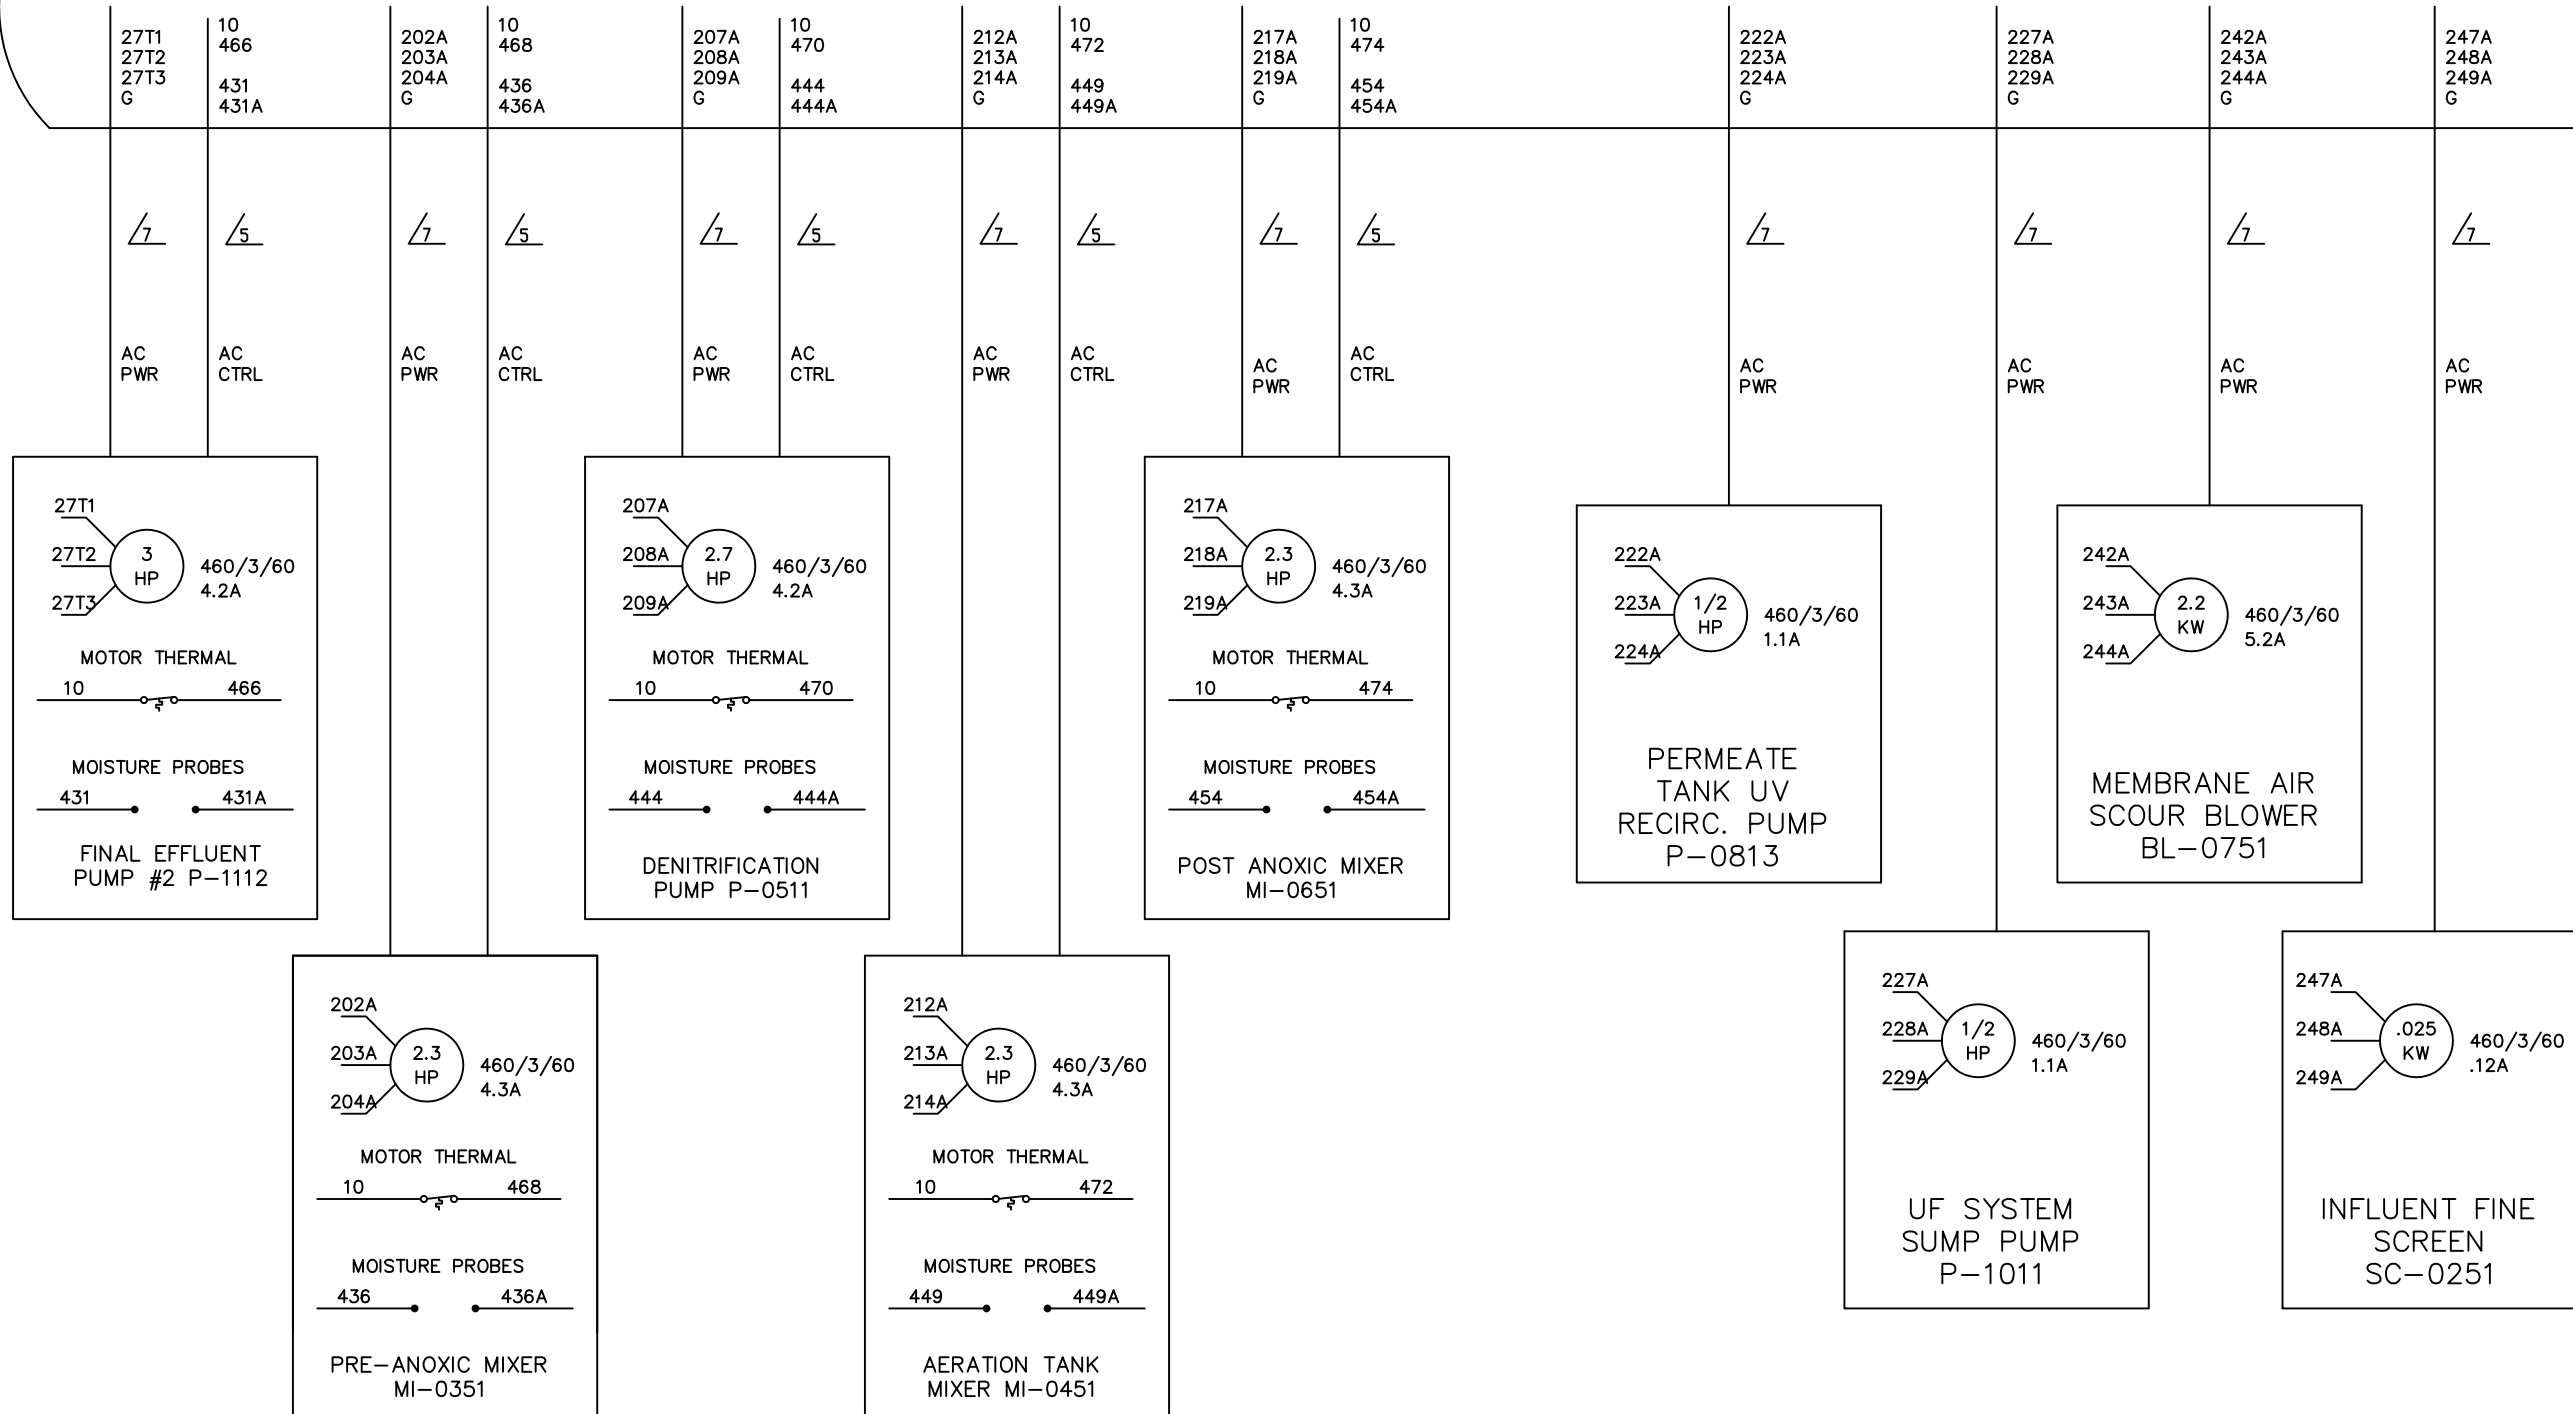 27T1
27T2
27T3
G
10
466
431
431A
202A
203A
204A
G
10
468
436
436A
207A
208A
209A
G
10
470
444
444A
212A
213A
214A
G
10
472
449
449A
217A
218A
219A
G
10
474
454
454A
222A
223A
224A
G
227A
228A
229A
G
242A
243A
244A
G
247A
248A
249A
G
7
5
7
5
7
5
7
5
7
5
7
7
7
7
AC
PWR
AC
CTRL
AC
PWR
AC
CTRL
AC
PWR
AC
CTRL
AC
PWR
AC
CTRL
AC
PWR
AC
CTRL
AC
PWR
AC
PWR
AC
PWR
AC
PWR
27T1
27T2
27T3
3
HP
460/3/60
4.2A
MOTOR THERMAL
10 466
MOISTURE PROBES
431 431A
FINAL EFFLUENT
PUMP #2 P-1112
207A
208A
209A
2.7
HP
460/3/60
4.2A
MOTOR THERMAL
10 470
MOISTURE PROBES
444 444A
DENITRIFICATION
PUMP P-0511
217A
218A
219A
2.3
HP
460/3/60
4.3A
MOTOR THERMAL
10 474
MOISTURE PROBES
454 454A
POST ANOXIC MIXER
MI-0651
222A
223A
224A
1/2
HP
460/3/60
1.1A
PERMEATE
TANK UV
RECIRC. PUMP
P-0813
242A
243A
244A
2.2
KW
460/3/60
5.2A
MEMBRANE AIR
SCOUR BLOWER
BL-0751
202A
203A
204A
2.3
HP
460/3/60
4.3A
MOTOR THERMAL
10 468
MOISTURE PROBES
436 436A
PRE-ANOXIC MIXER
MI-0351
212A
213A
214A
2.3
HP
460/3/60
4.3A
MOTOR THERMAL
10 472
MOISTURE PROBES
449 449A
AERATION TANK
MIXER MI-0451
227A
228A
229A
1/2
HP
460/3/60
1.1A
UF SYSTEM
SUMP PUMP
P-1011
247A
248A
249A
.025
KW
460/3/60
.12A
INFLUENT FINE
SCREEN
SC-0251